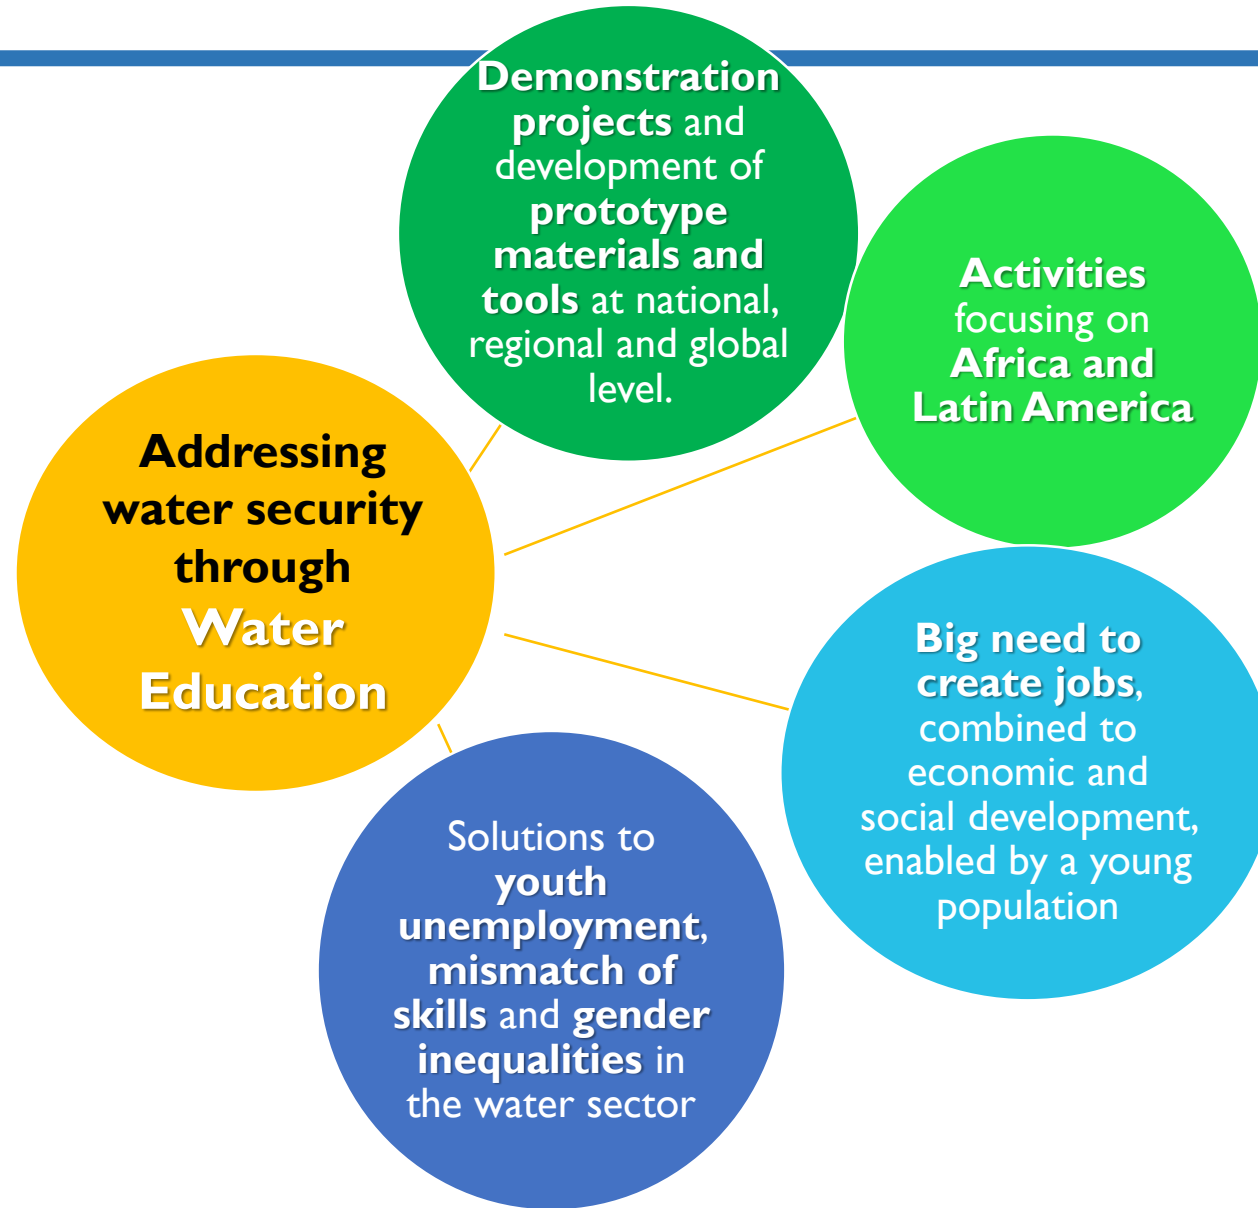 Demonstration
projects and
development of
prototype
materials and
tools at national,
regional and global
level.
Activities
focusing on
Africa and
Latin America
Addressing
water security
through
Water
Education
Big need to
create jobs,
combined to
economic and
social development,
enabled by a young
population
Solutions to
youth
unemployment,
mismatch of
skills and gender
inequalities in
the water sector